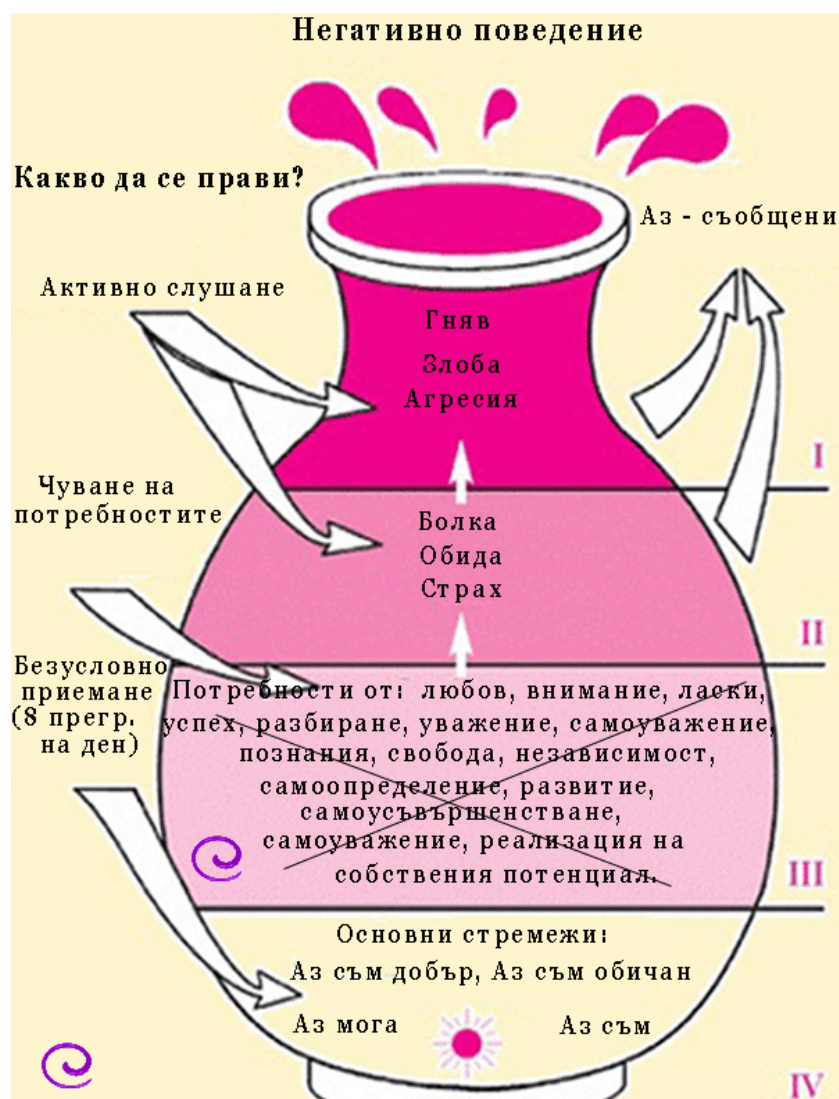 Негативно поведение
Какво да се прави?
Аз - съобщени
Активно слушане
Гняв
Злоба
Агресия
I
Чуване на
потребностите
Болка
Обида
Страх
II
Безусловно
приемане
(8 прегр.
на ден)
Потребности от: любов, внимание, ласки,
успех, разбиране, уважение, самоуважение,
познания, свобода, независимост,
самоопределение, развитие,
самоусъвършенстване,
самоуважение, реализация на
собствения потенциал.
III
Основни стремежи:
Аз съм добър, Аз съм обичан
Аз мога
Аз съм
IV